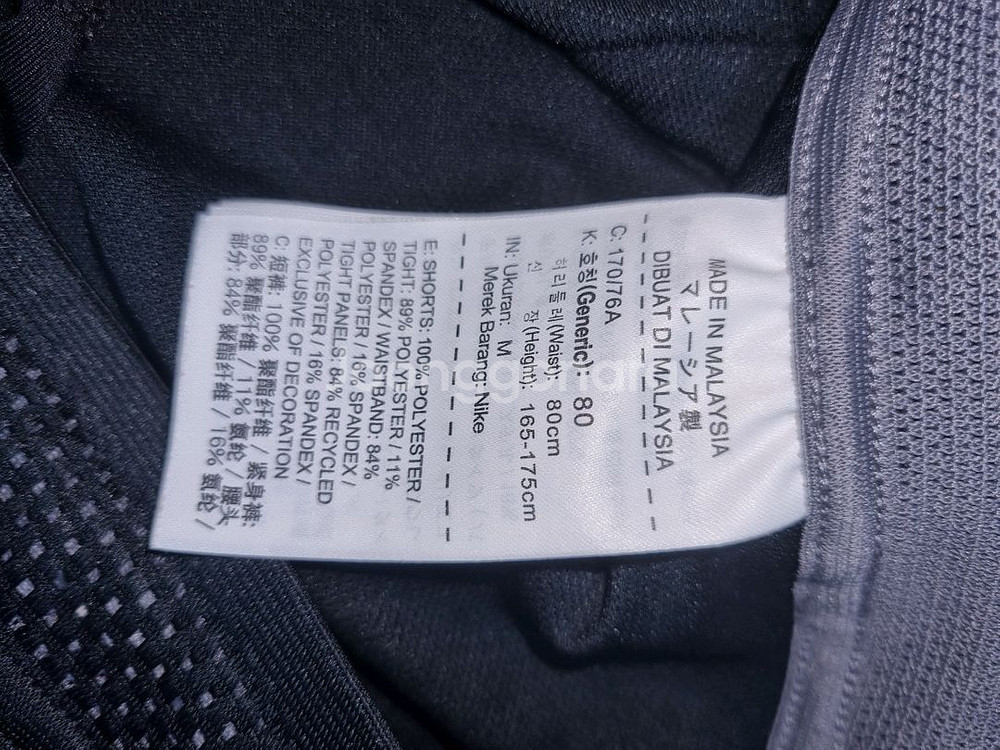 MADE IN MALAYSIA
マレーシア製
DIBUAT DI MALAYSIA
C: 170/76A
K: 호칭(Generic): 80
허리둘레(Waist): 80cm
신 장(Height): 165-175cm
IN: Ukuran: M
Merek Barang: Nike
E: SHORTS: 100% POLYESTER /
TIGHT: 89% POLYESTER / 11%
SPANDEX / WAISTBAND: 84%
POLYESTER / 16% SPANDEX /
TIGHT PANELS: 84% RECYCLED
POLYESTER / 16% SPANDEX /
EXCLUSIVE OF DECORATION
C: 短裤: 100% 聚酯纤维 / 紧身裤:
89% 聚酯纤维 / 11% 氨纶 / 腰头
部分: 84% 聚酯纤维 / 16% 氨纶 /